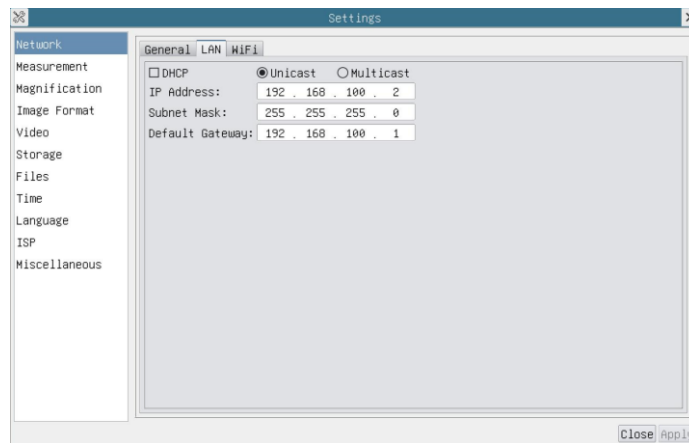 Settings
Network
Measurement
Magnification
Image Format
Video
Storage
Files
Time
Language
ISP
Miscellaneous
General LAN WiFi
DHCP Unicast Multicast
IP Address: 192 . 168 . 100 . 2
Subnet Mask: 255 . 255 . 255 . 0
Default Gateway: 192 . 168 . 100 . 1
Close Apply